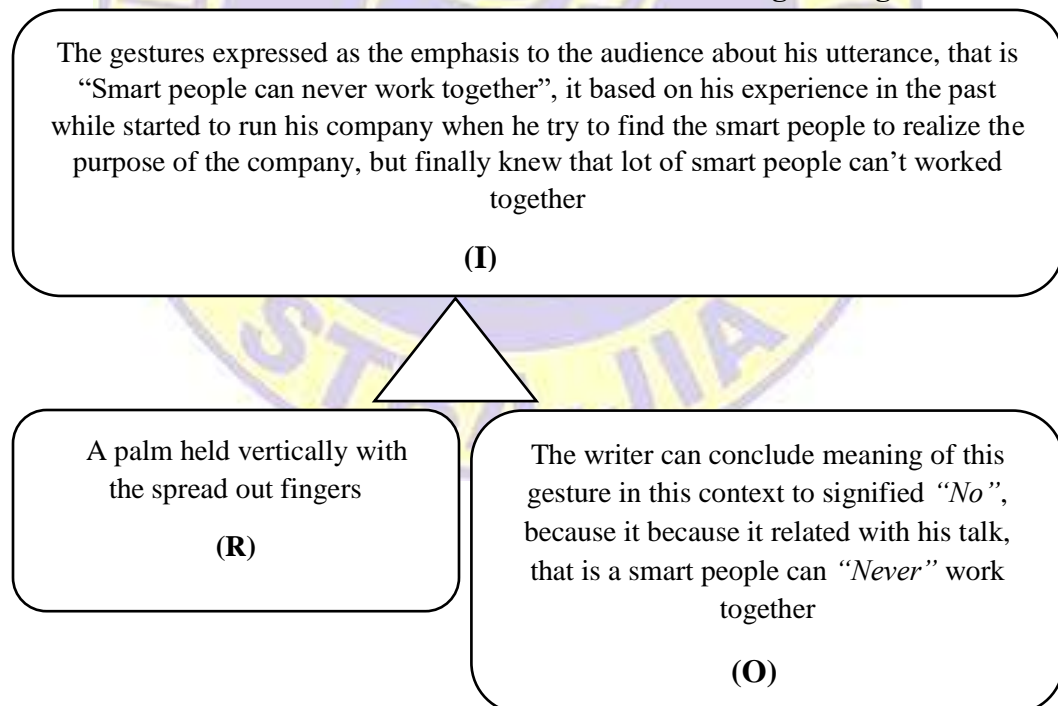 The gestures expressed as the emphasis to the audience about his utterance, that is
“Smart people can never work together”, it based on his experience in the past
while started to run his company when he try to find the smart people to realize the
purpose of the company, but finally knew that lot of smart people can’t worked
together
(I)
A palm held vertically with
the spread out fingers
(R)
The writer can conclude meaning of this
gesture in this context to signified “No”,
because it because it related with his talk,
that is a smart people can “Never” work
together
(O)